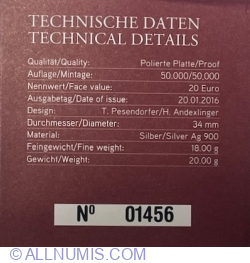 TECHNISCHE DATEN
TECHNICAL DETAILS
Qualität/Quality: Polierte Platte/Proof
Auflage/Mintage: 50.000/50,000
Nennwert/Face value: 20 Euro
Ausgabetag/Date of issue: 20.01.2016
Design: T. Pesendorfer/H. Andexlinger
Durchmesser/Diameter: 34 mm
Material: Silber/Silver Ag 900
Feingewicht/Fine weight: 18.00 g
Gewicht/Weight: 20.00 g
Nº 01456
© ALLNUMIS.COM